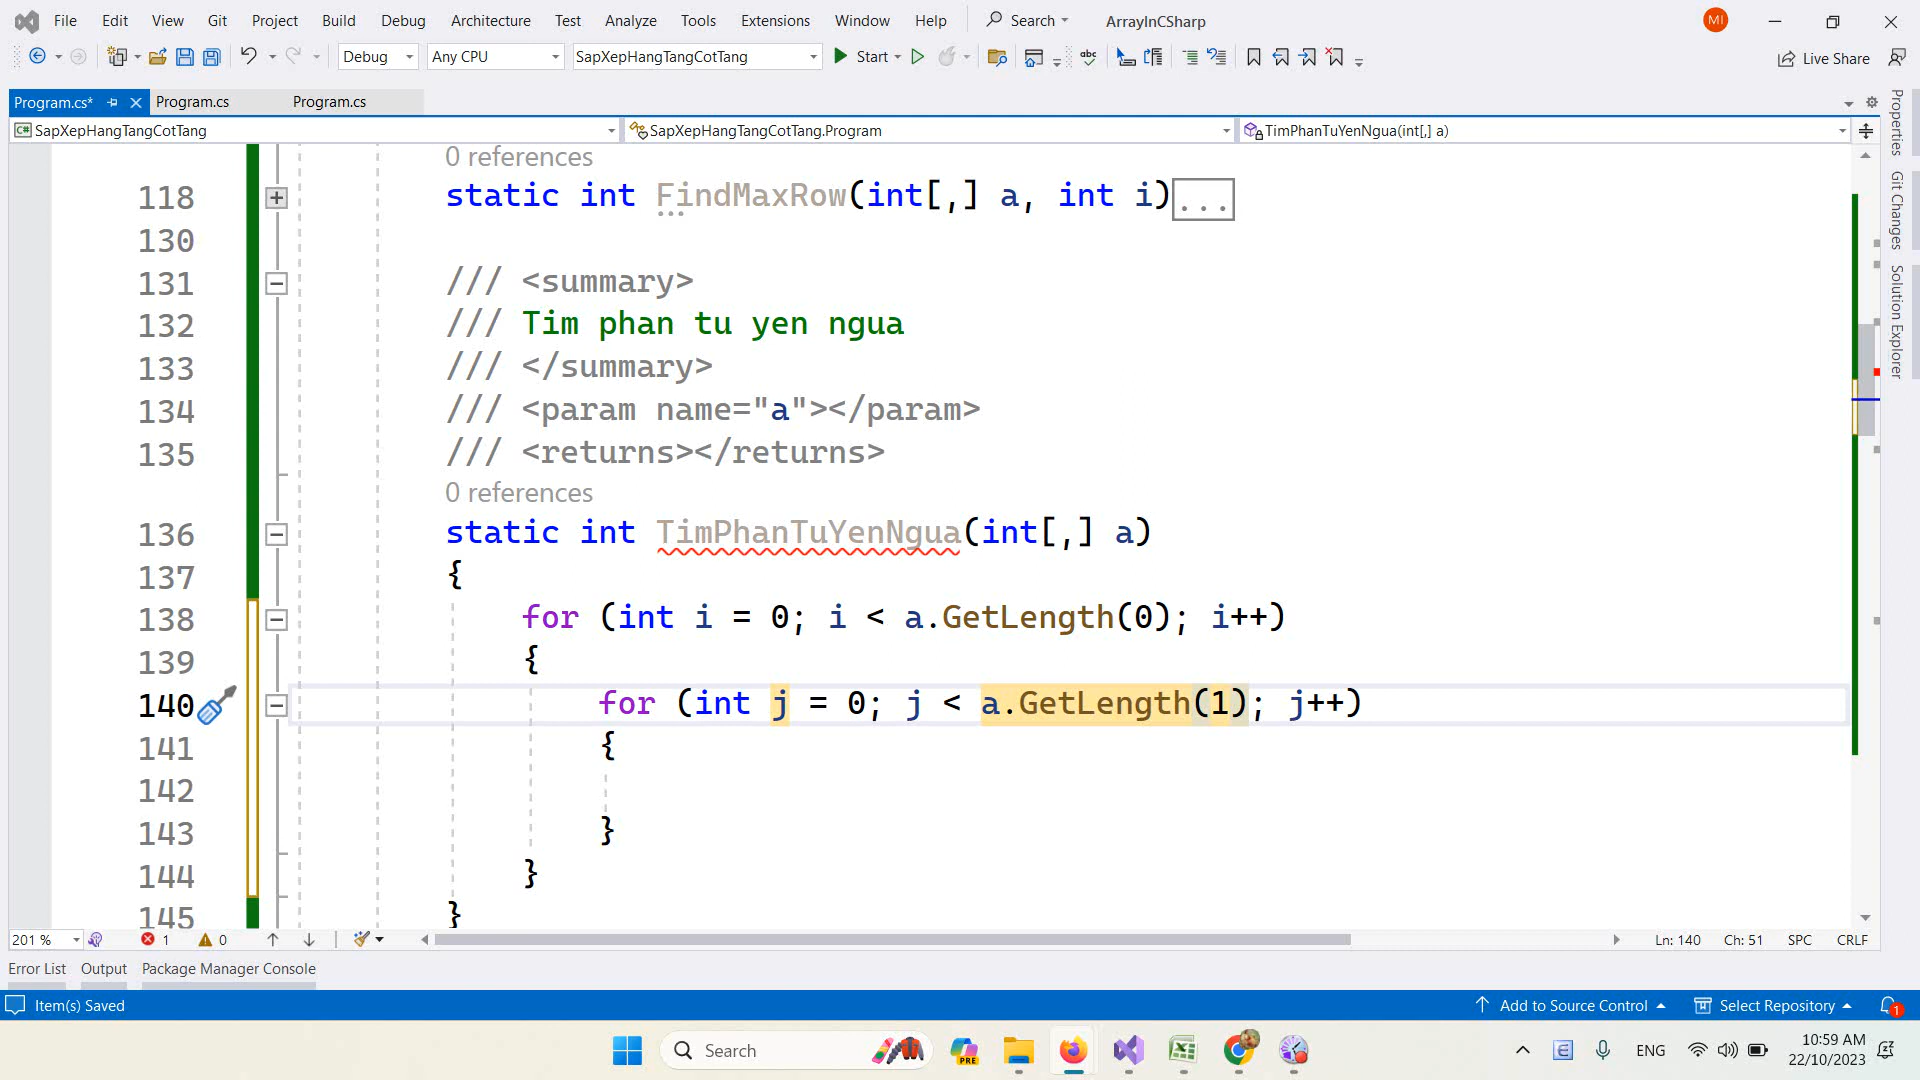 File Edit View Git Project Build Debug Architecture Test Analyze Tools Extensions Window Help Search ArrayInCSharp MI
Debug Any CPU SapXepHangTangCotTang Start abc Live Share
Program.cs* Program.cs Program.cs
C# SapXepHangTangCotTang SapXepHangTangCotTang.Program TimPhanTuYenNgua(int[,] a)
0 references
118 static int FindMaxRow(int[,] a, int i)...
130
131 /// <summary>
132 /// Tim phan tu yen ngua
133 /// </summary>
134 /// <param name="a"></param>
135 /// <returns></returns>
0 references
136 static int TimPhanTuYenNgua(int[,] a)
137 {
138 for (int i = 0; i < a.GetLength(0); i++)
139 {
140 for (int j = 0; j < a.GetLength(1); j++)
141 {
142
143 }
144 }
145 }
Properties
Git Changes
Solution Explorer
201 % 1 0 Ln: 140 Ch: 51 SPC CRLF
Error List Output Package Manager Console
Item(s) Saved Add to Source Control Select Repository 1
Search PRE ENG 10:59 AM
22/10/2023